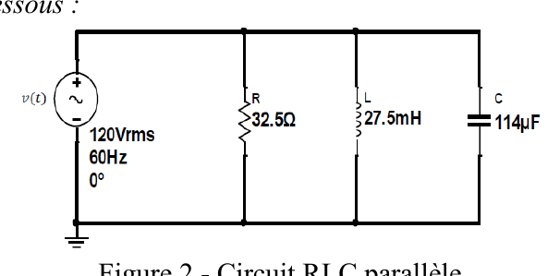 essous :
v(t)
120Vrms
60Hz
0°
R
32.5Ω
L
27.5mH
C
114µF
Figure 2 - Circuit RLC parallèle